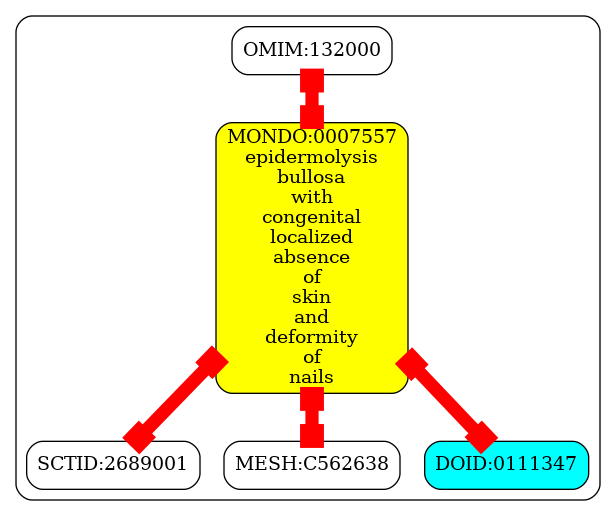 OMIM:132000
MONDO:0007557
epidermolysis
bullosa
with
congenital
localized
absence
of
skin
and
deformity
of
nails
SCTID:2689001
MESH:C562638
DOID:0111347